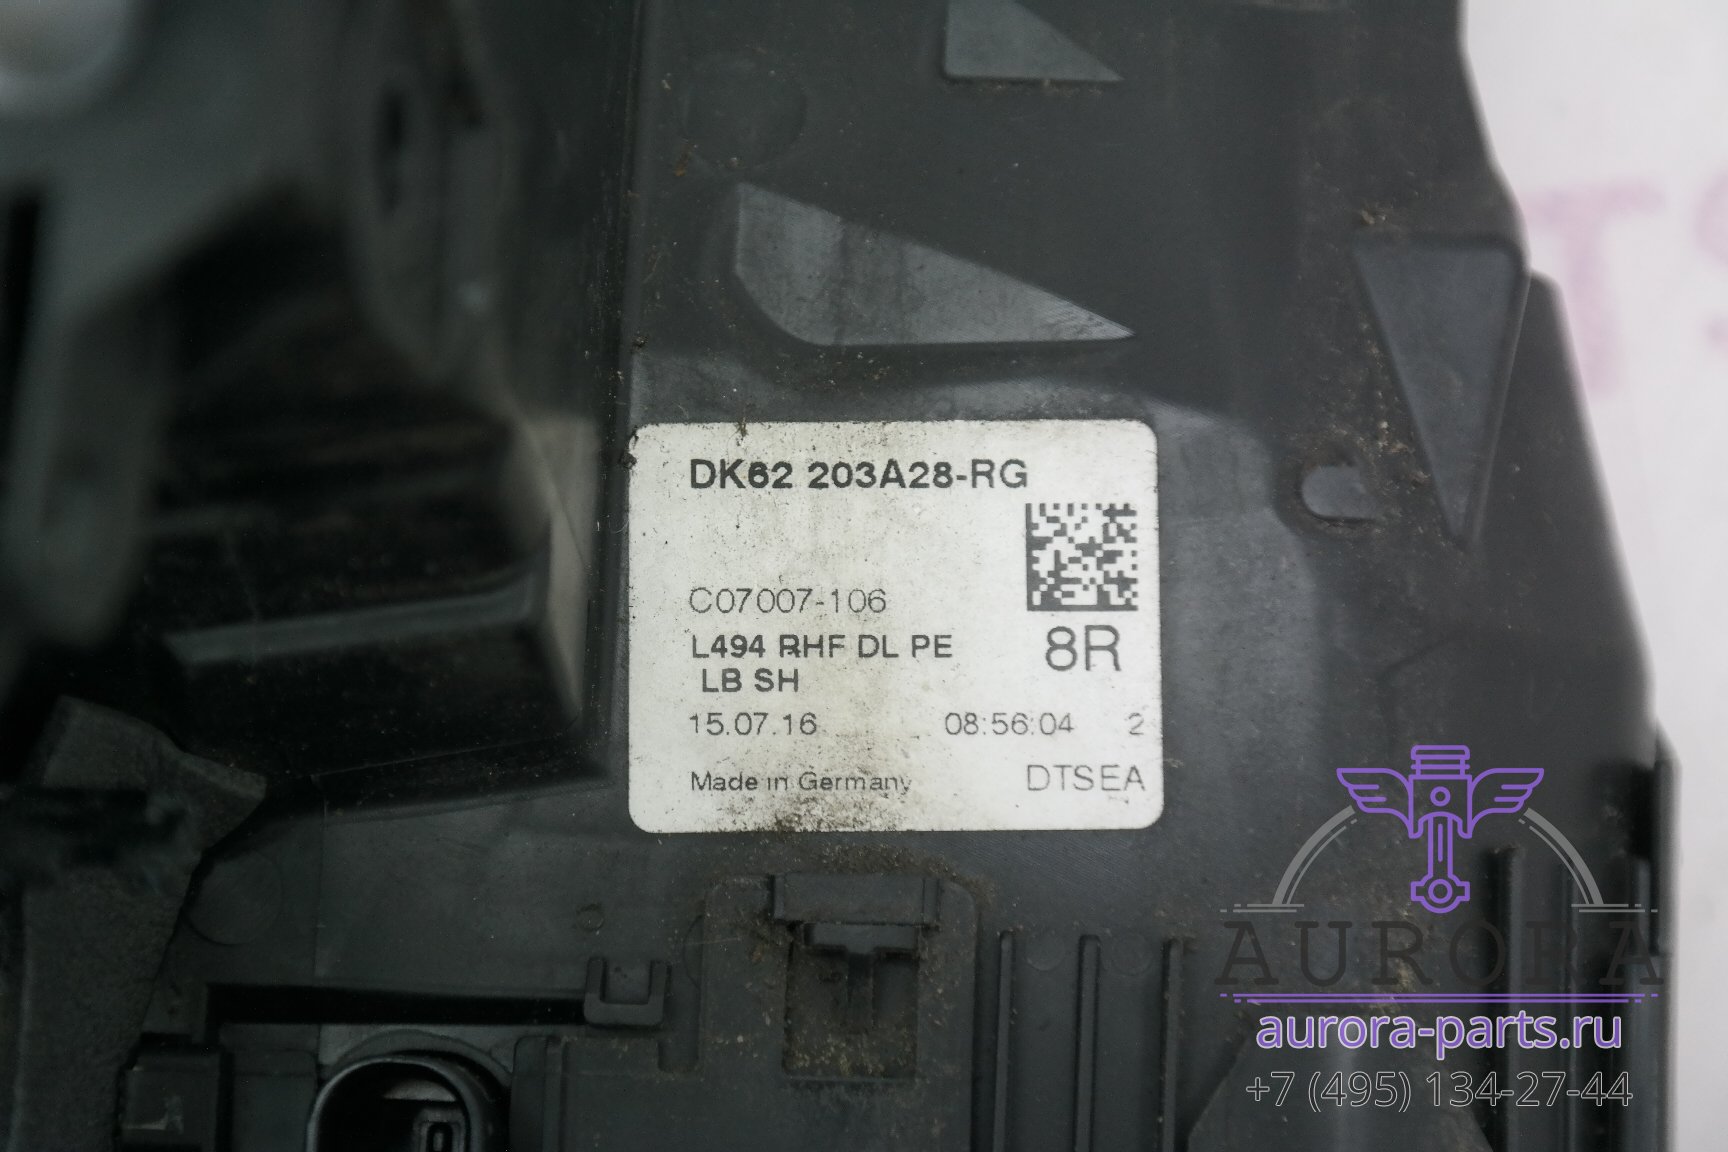 DK62 203A28-RG
C07007-106
L494 RHF DL PE
8R
LB SH
15.07.16 08:56:04 2
Made in Germany DTSEA
AURORA
aurora-parts.ru
+7 (495) 134-27-44